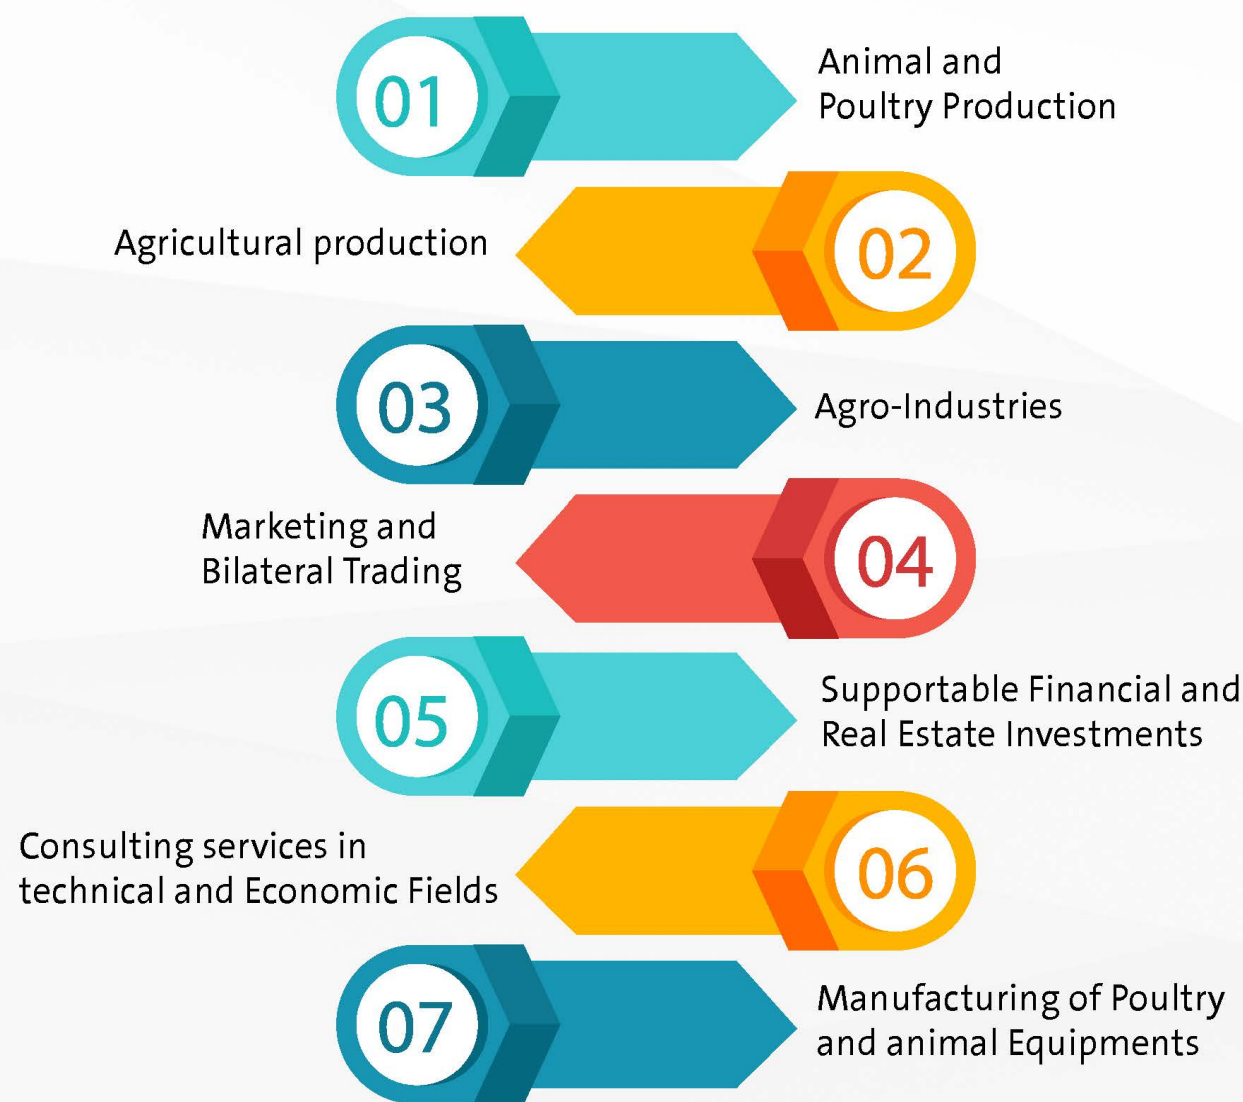 01
Animal and
Poultry Production
Agricultural production
02
03
Agro-Industries
Marketing and
Bilateral Trading
04
05
Supportable Financial and
Real Estate Investments
Consulting services in
technical and Economic Fields
06
07
Manufacturing of Poultry
and animal Equipments